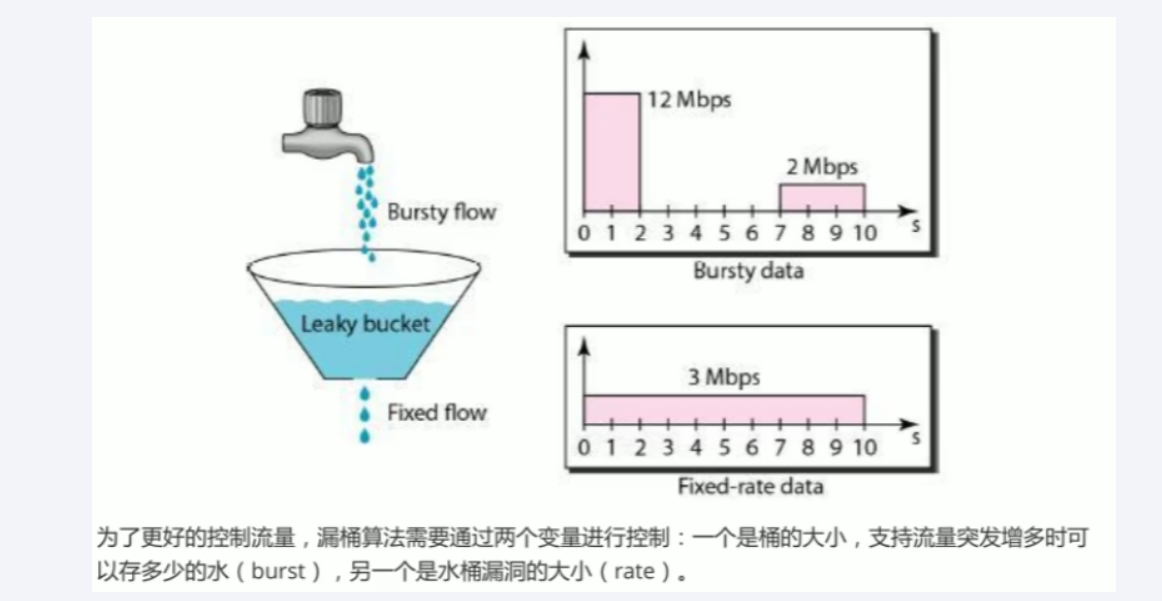 12 Mbps
2 Mbps
Bursty flow
0 1 2 3 4 5 6 7 8 9 10 s
Bursty data
Leaky bucket
3 Mbps
Fixed flow
0 1 2 3 4 5 6 7 8 9 10 s
Fixed-rate data
为了更好的控制流量，漏桶算法需要通过两个变量进行控制：一个是桶的大小，支持流量突发增多时可
以存多少的水（burst），另一个是水桶漏洞的大小（rate）。